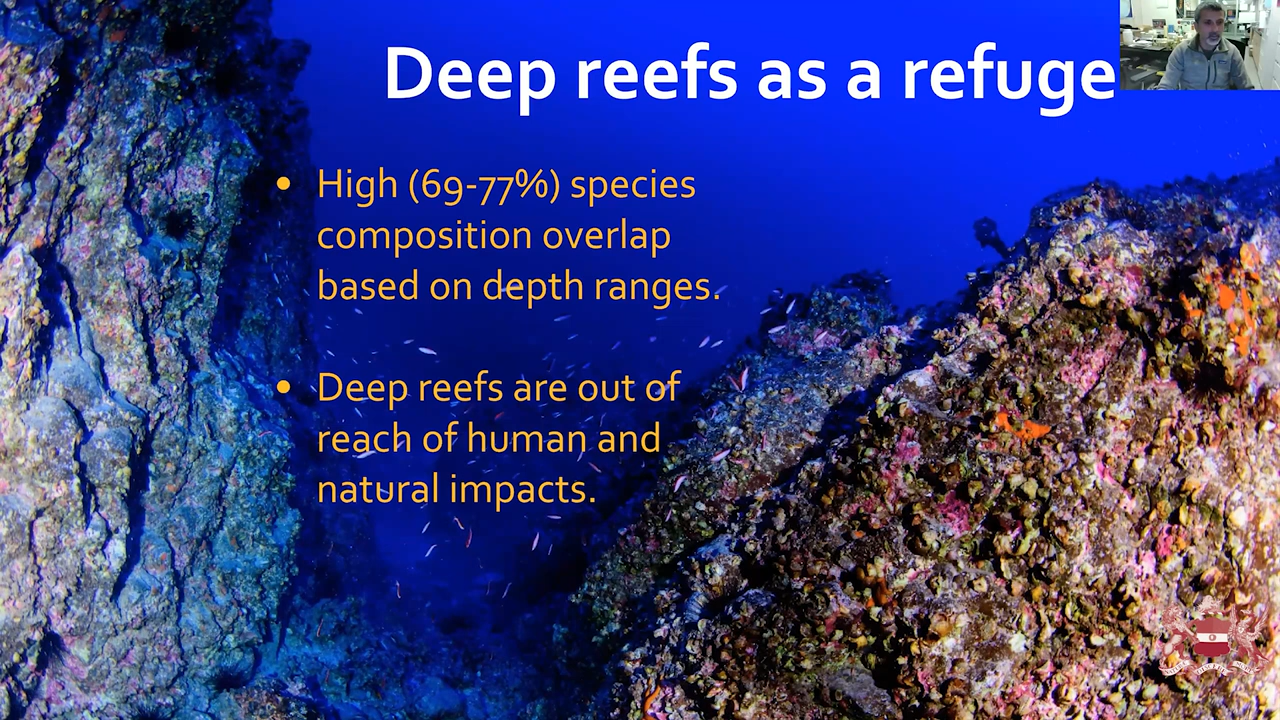 Deep reefs as a refuge
• High (69-77%) species
composition overlap
based on depth ranges.
• Deep reefs are out of
reach of human and
natural impacts.